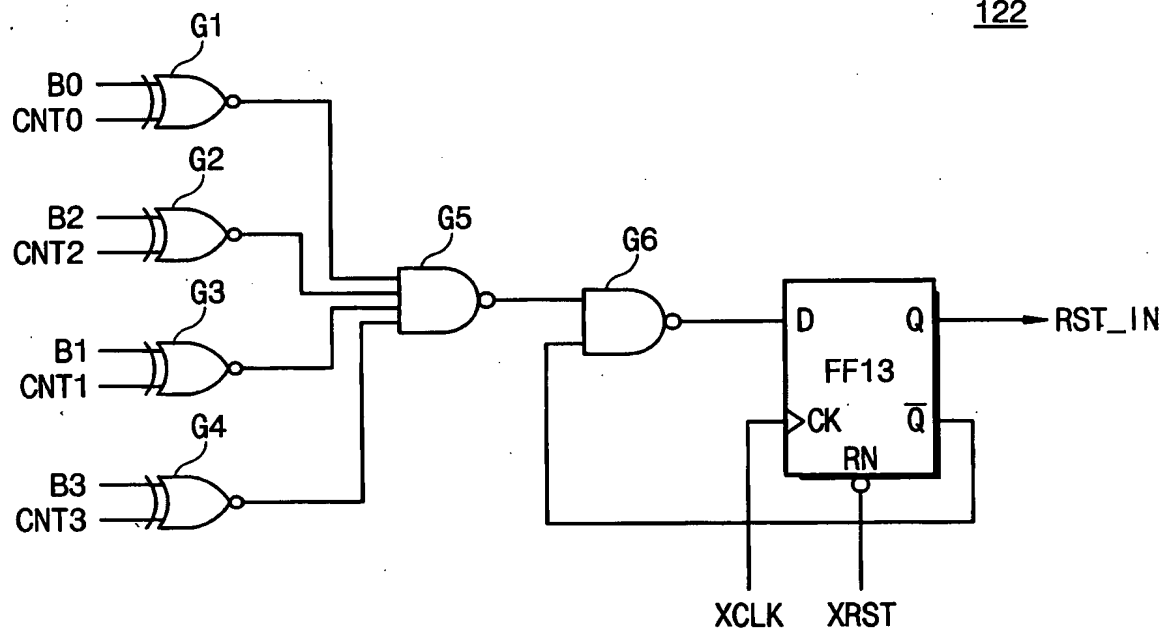 122
G1
B0
CNT0
G2
B2
CNT2
G3
B1
CNT1
G4
B3
CNT3
G5
G6
D
Q
FF13
CK
Q̅
RN
RST_IN
XCLK
XRST